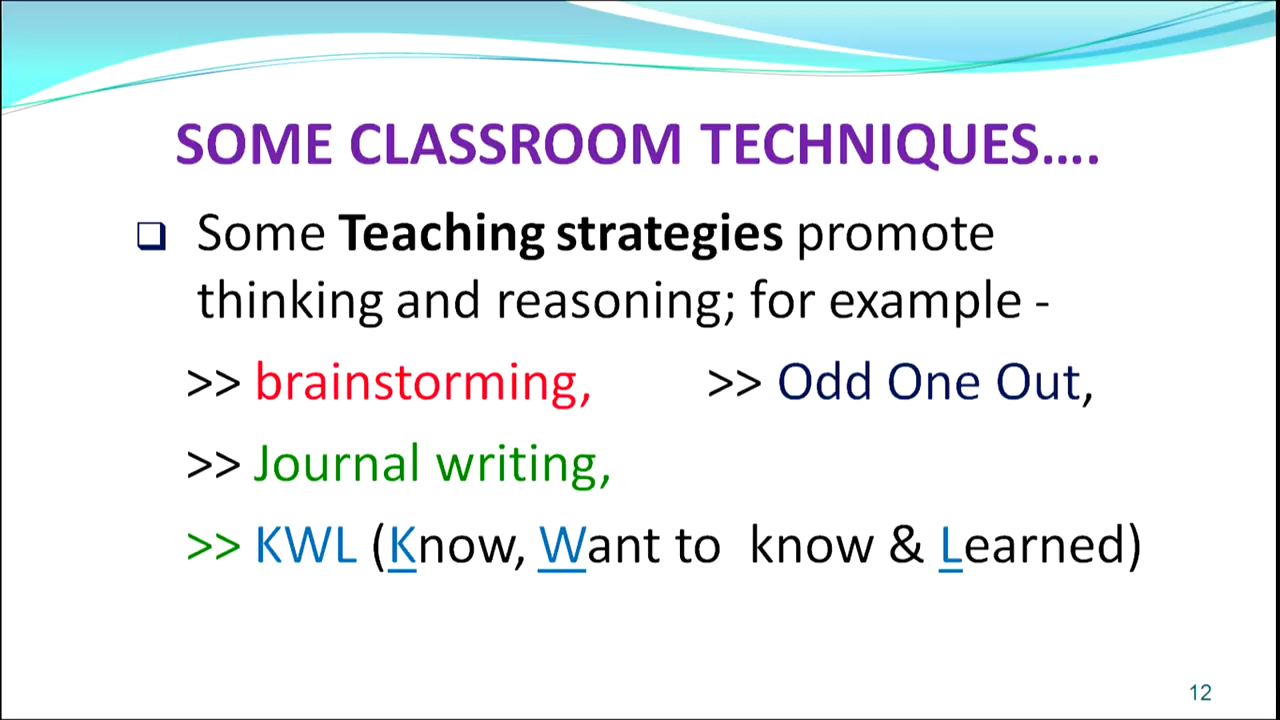 SOME CLASSROOM TECHNIQUES....
Some Teaching strategies promote
thinking and reasoning; for example -
>> brainstorming, >> Odd One Out,
>> Journal writing,
>> KWL (Know, Want to know & Learned)
12